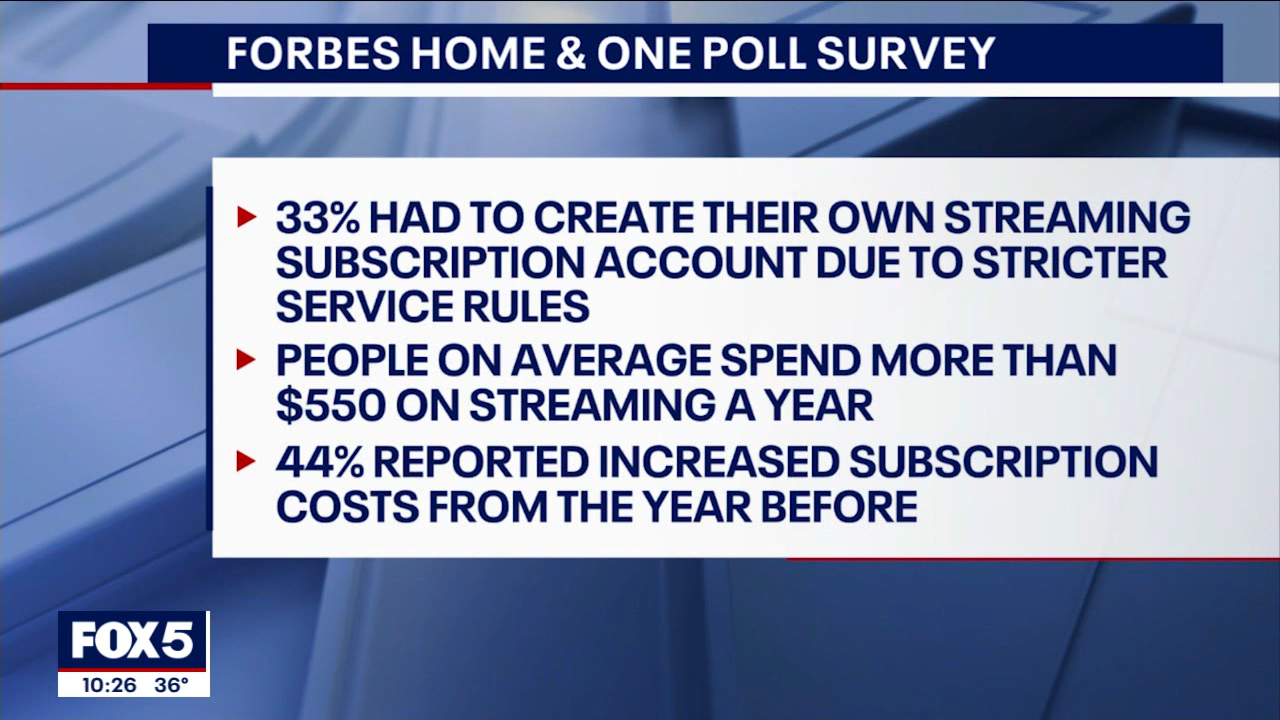 FORBES HOME & ONE POLL SURVEY
33% HAD TO CREATE THEIR OWN STREAMING
SUBSCRIPTION ACCOUNT DUE TO STRICTER
SERVICE RULES
PEOPLE ON AVERAGE SPEND MORE THAN
$550 ON STREAMING A YEAR
44% REPORTED INCREASED SUBSCRIPTION
COSTS FROM THE YEAR BEFORE
FOX 5
10:26 36°